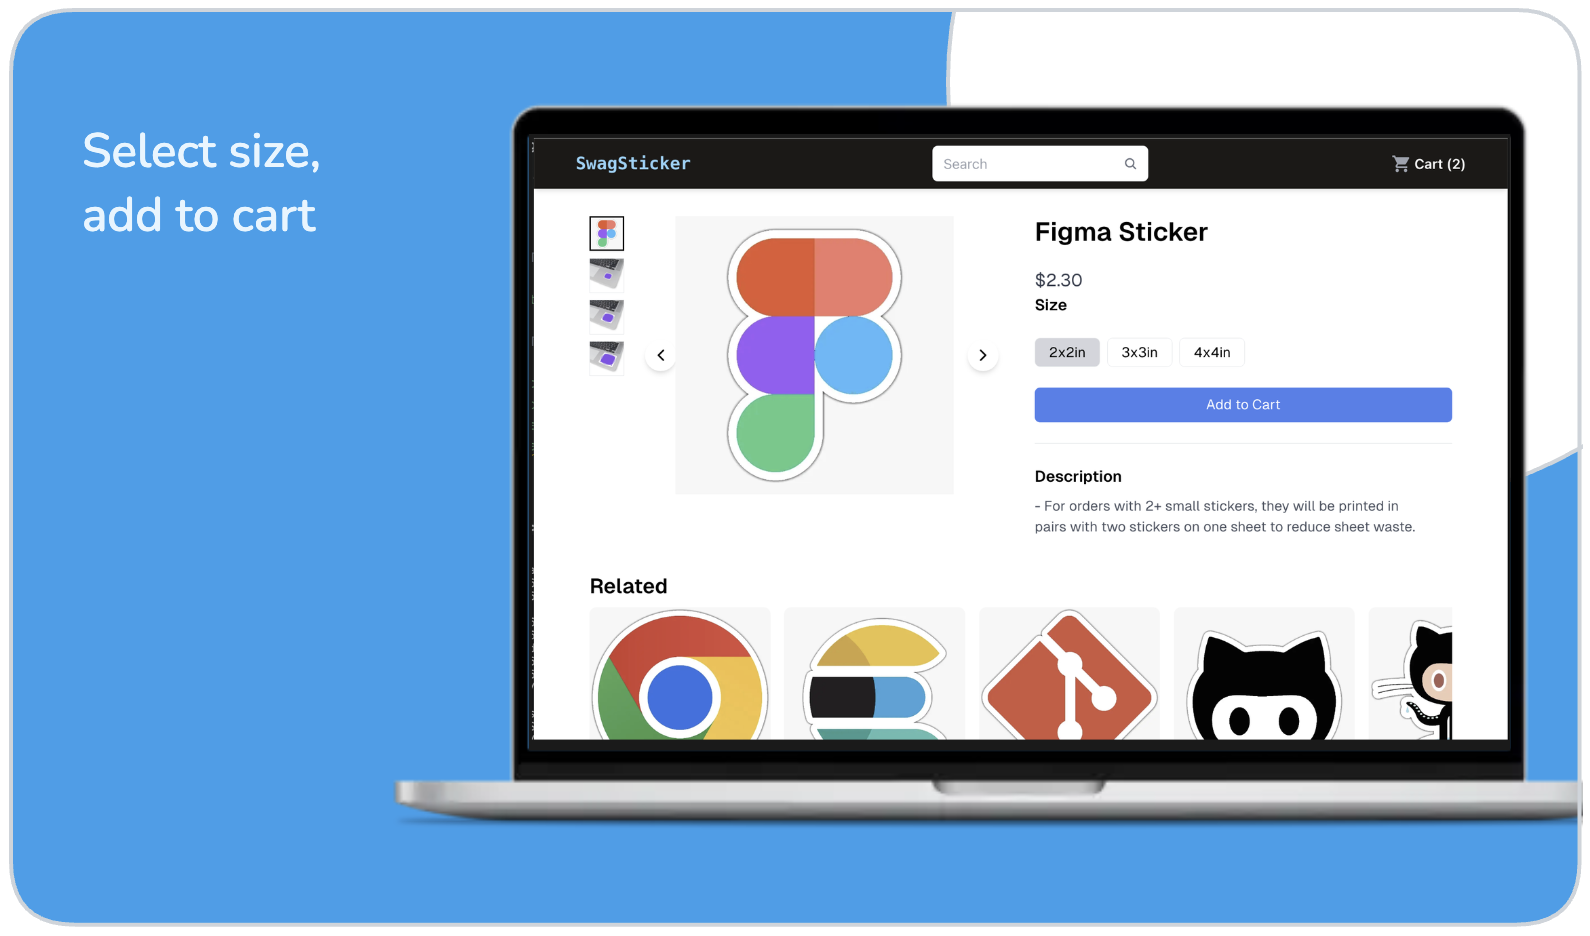 Select size,
add to cart
SwagSticker
Search
Cart (2)
Figma Sticker
$2.30
Size
2x2in
3x3in
4x4in
Add to Cart
Description
- For orders with 2+ small stickers, they will be printed in
pairs with two stickers on one sheet to reduce sheet waste.
Related